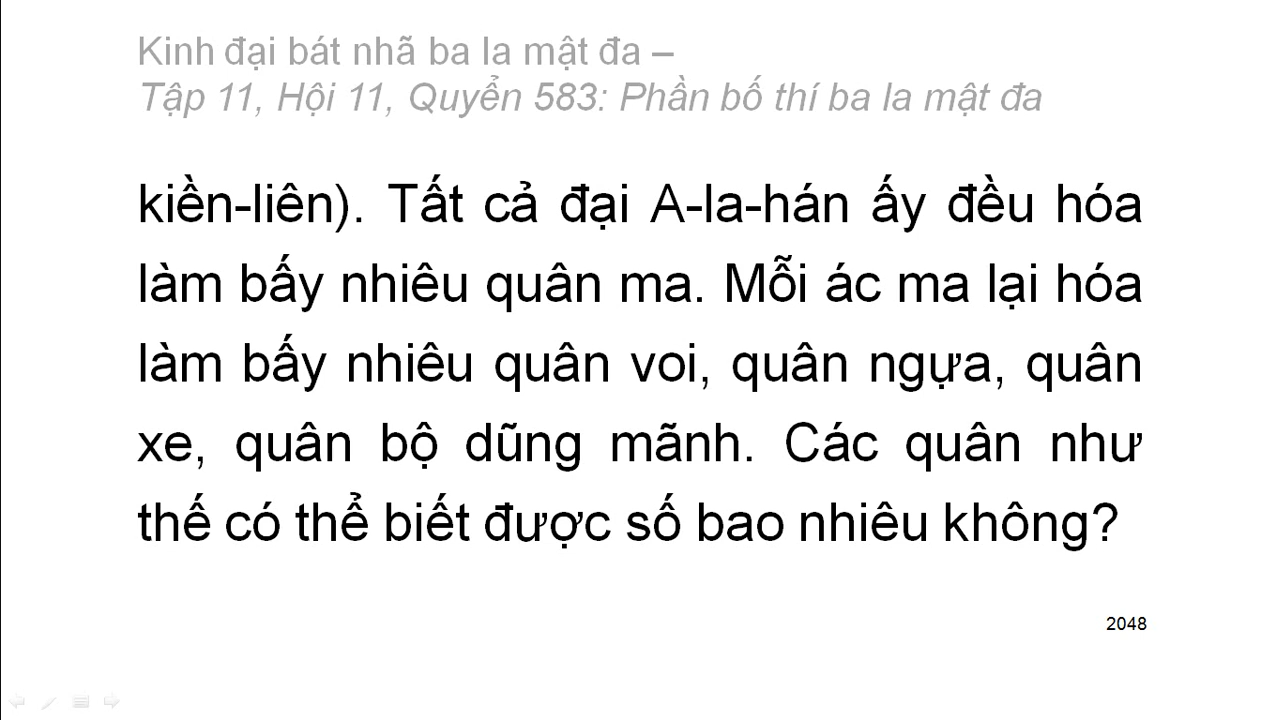 Kinh đại bát nhã ba la mật đa –
Tập 11, Hội 11, Quyển 583: Phần bố thí ba la mật đa
kiền-liên). Tất cả đại A-la-hán ấy đều hóa
làm bấy nhiêu quân ma. Mỗi ác ma lại hóa
làm bấy nhiêu quân voi, quân ngựa, quân
xe, quân bộ dũng mãnh. Các quân như
thế có thể biết được số bao nhiêu không?
2048